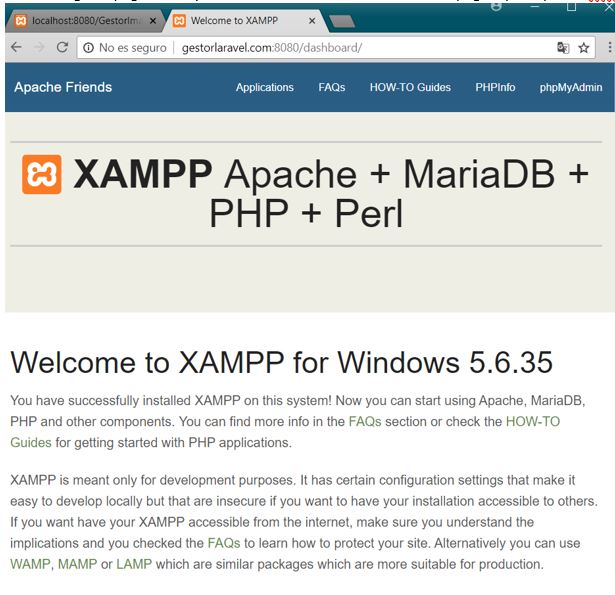 localhost:8080/GestorIma
Welcome to XAMPP
No es seguro | gestorlaravel.com:8080/dashboard/
Apache Friends Applications FAQs HOW-TO Guides PHPInfo phpMyAdmin
XAMPP Apache + MariaDB +
PHP + Perl
Welcome to XAMPP for Windows 5.6.35
You have successfully installed XAMPP on this system! Now you can start using Apache, MariaDB,
PHP and other components. You can find more info in the FAQs section or check the HOW-TO
Guides for getting started with PHP applications.
XAMPP is meant only for development purposes. It has certain configuration settings that make it
easy to develop locally but that are insecure if you want to have your installation accessible to others.
If you want have your XAMPP accessible from the internet, make sure you understand the
implications and you checked the FAQs to learn how to protect your site. Alternatively you can use
WAMP, MAMP or LAMP which are similar packages which are more suitable for production.